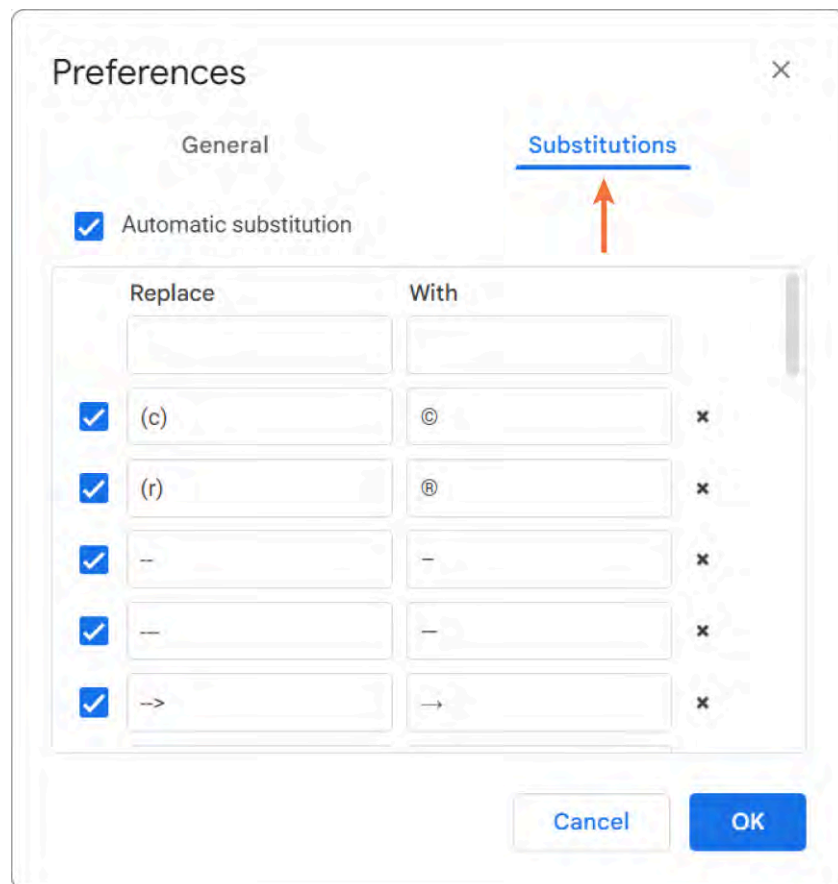 Preferences
General Substitutions
Automatic substitution
Replace With
(c) ©
(r) ®
-- –
--- —
--> →
Cancel OK